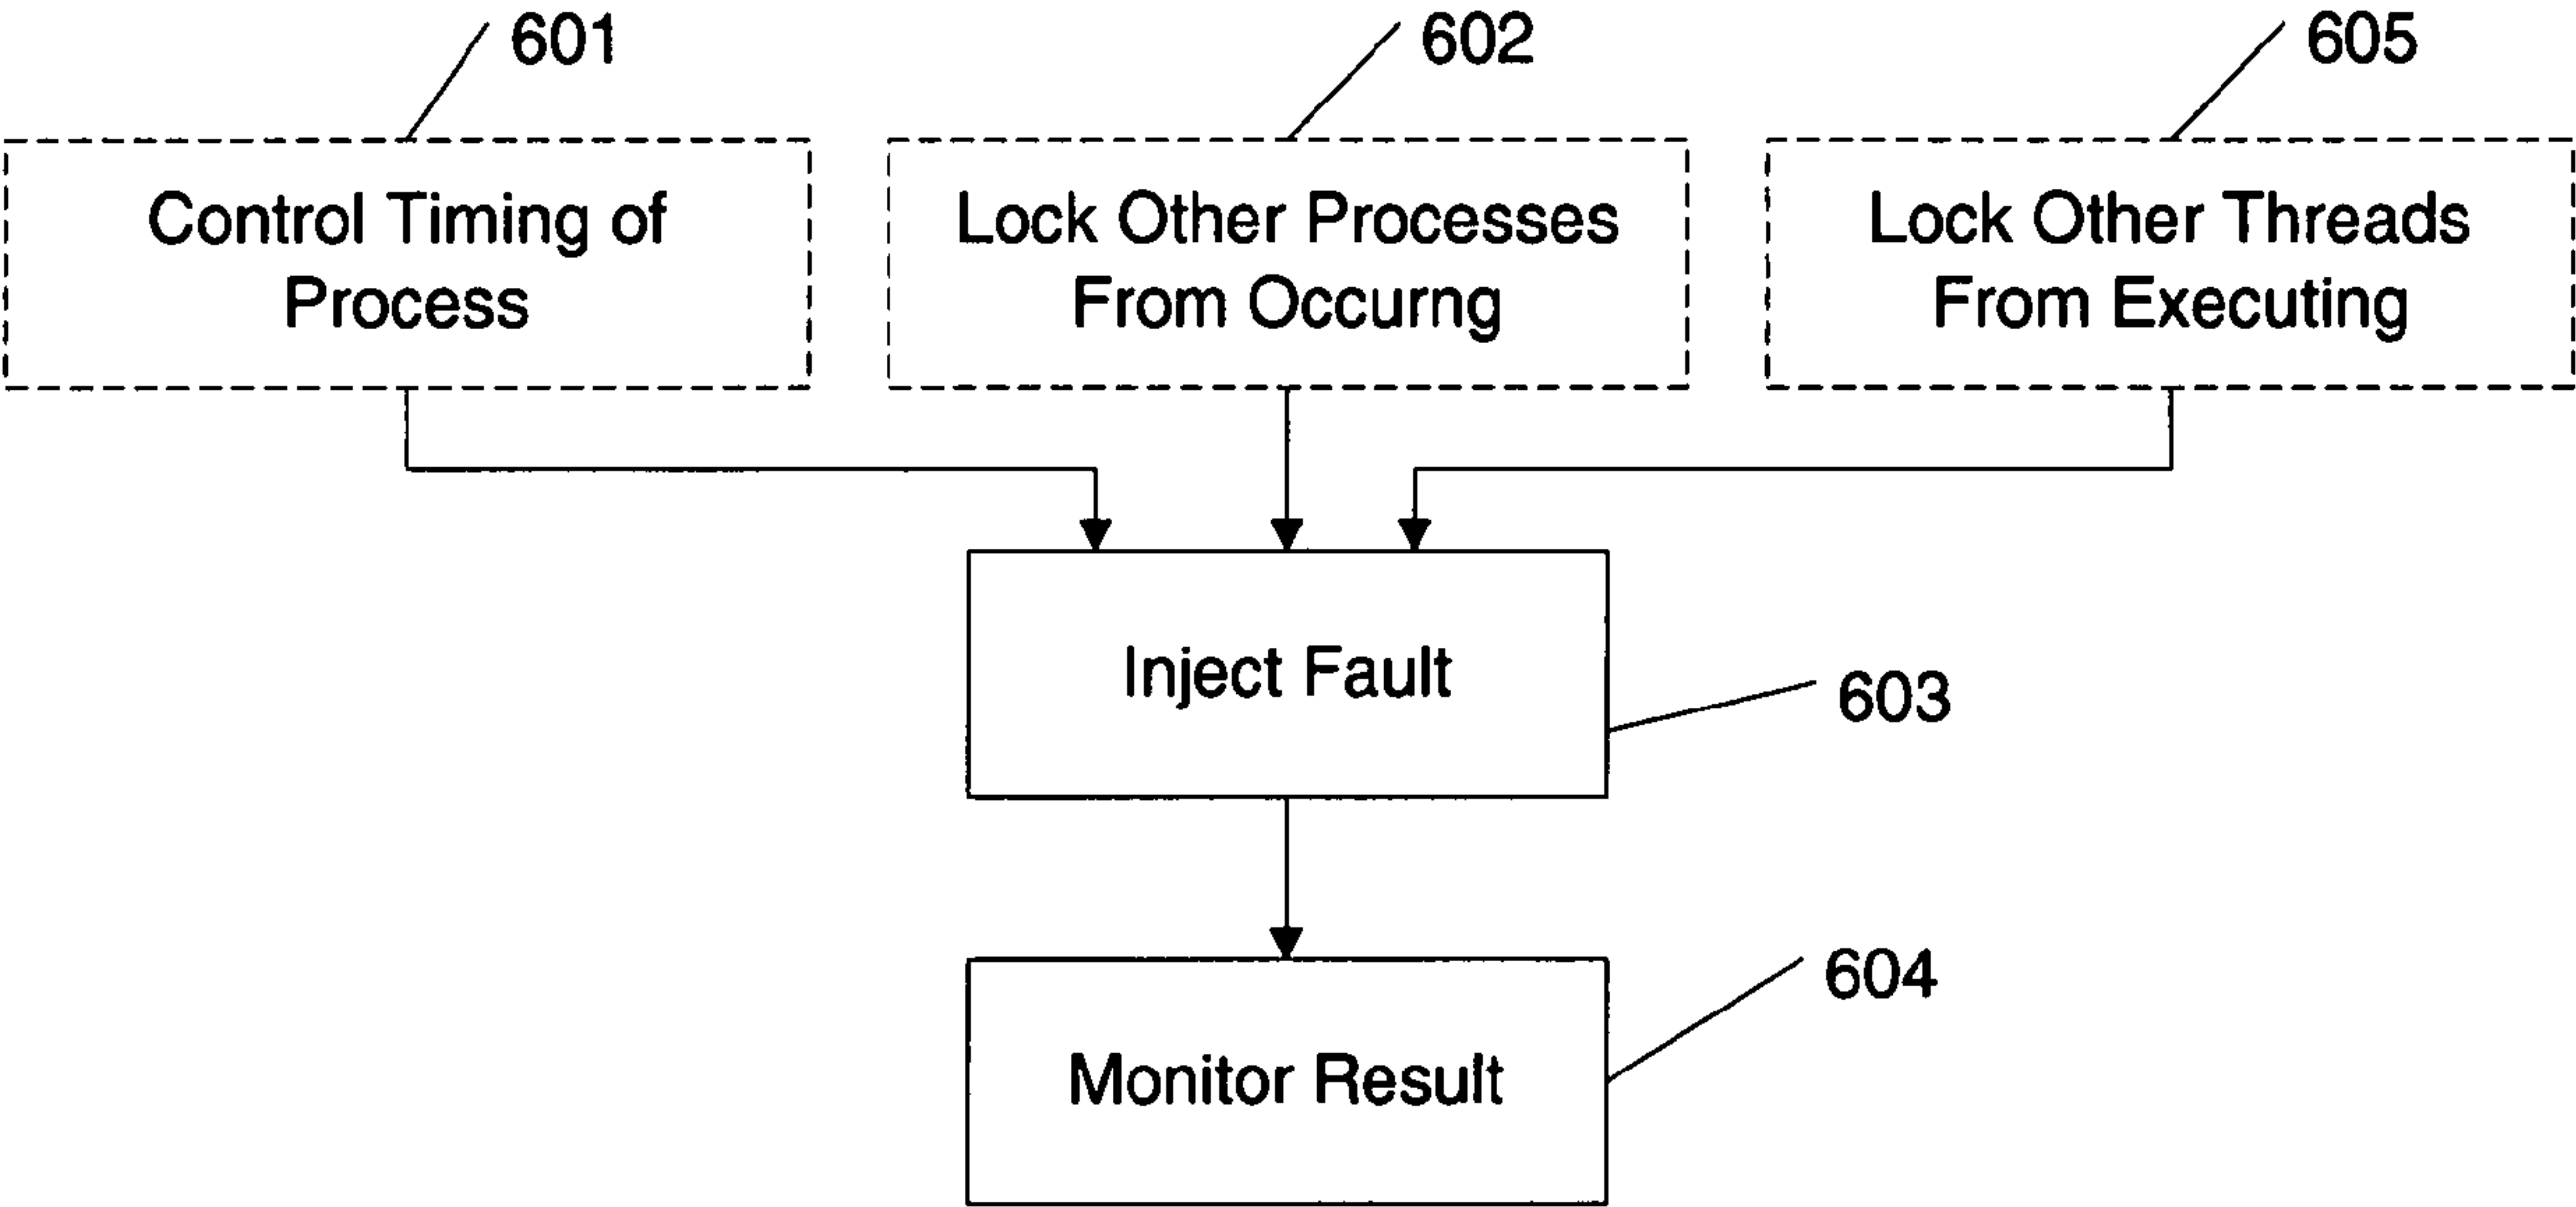 601
602
605
Control Timing of
Process
Lock Other Processes
From Occurng
Lock Other Threads
From Executing
Inject Fault
603
Monitor Result
604